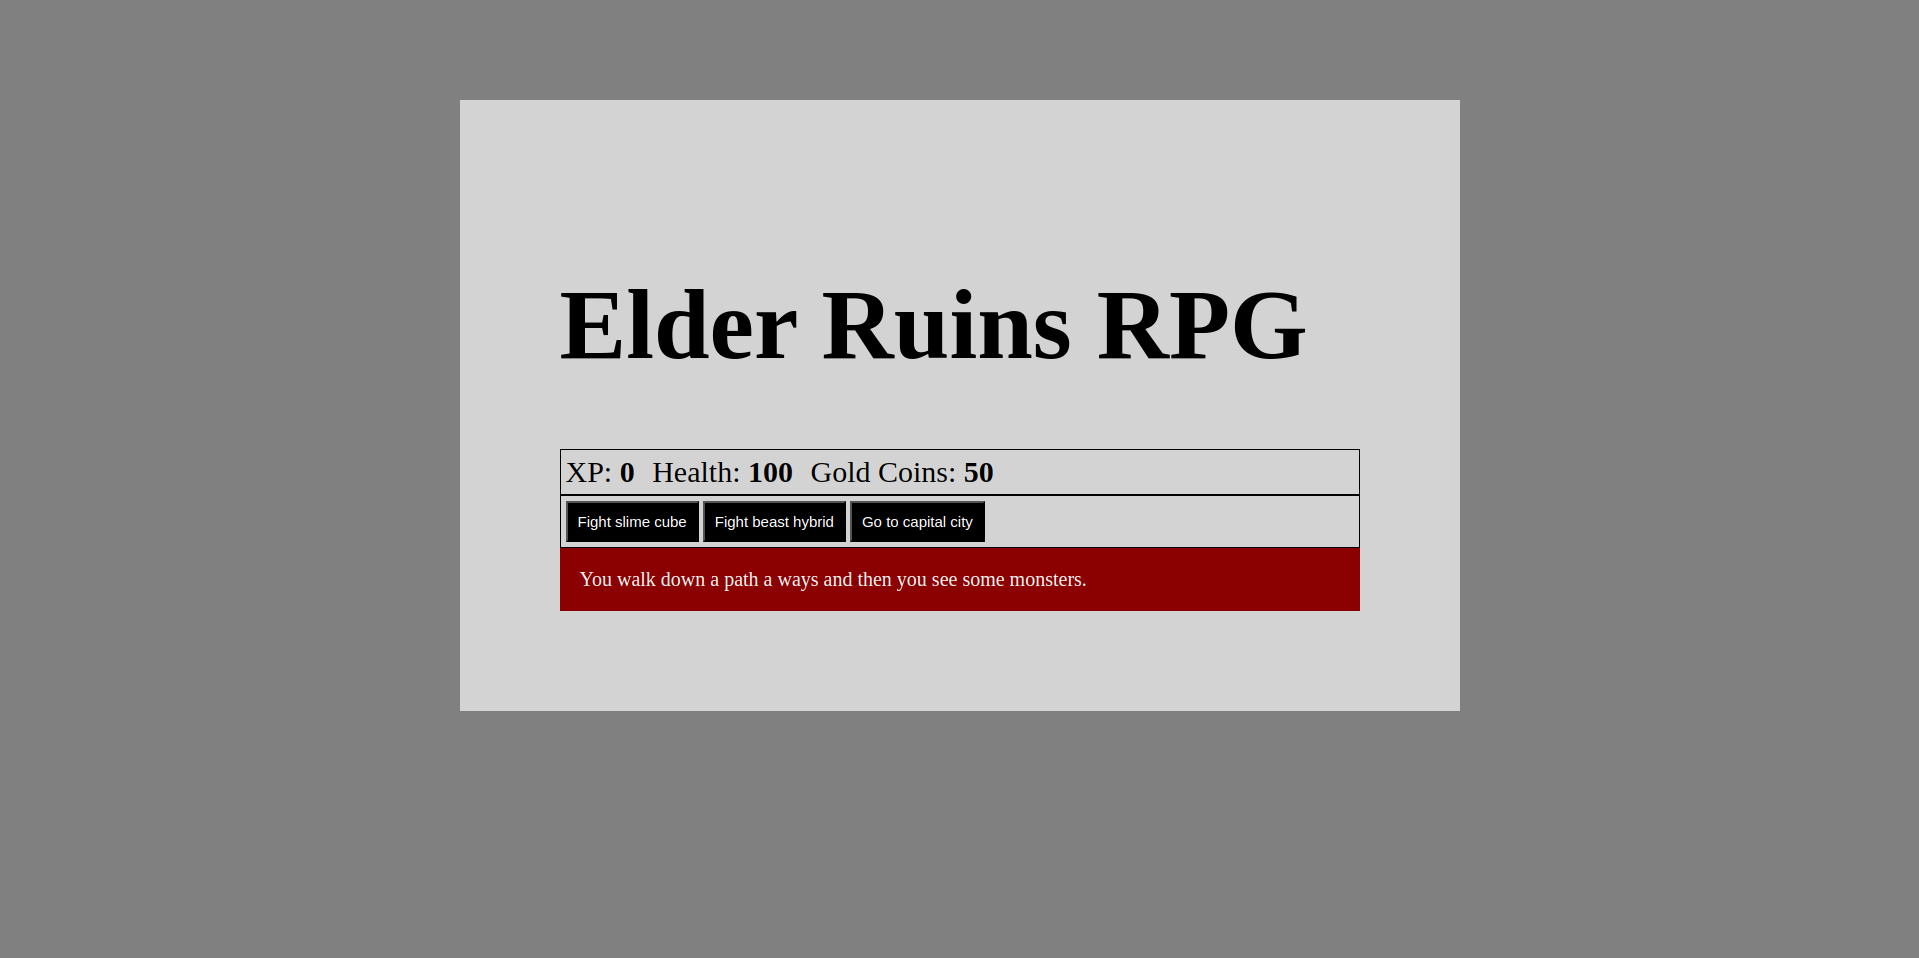 Elder Ruins RPG
XP: 0 Health: 100 Gold Coins: 50
Fight slime cube Fight beast hybrid Go to capital city
You walk down a path a ways and then you see some monsters.